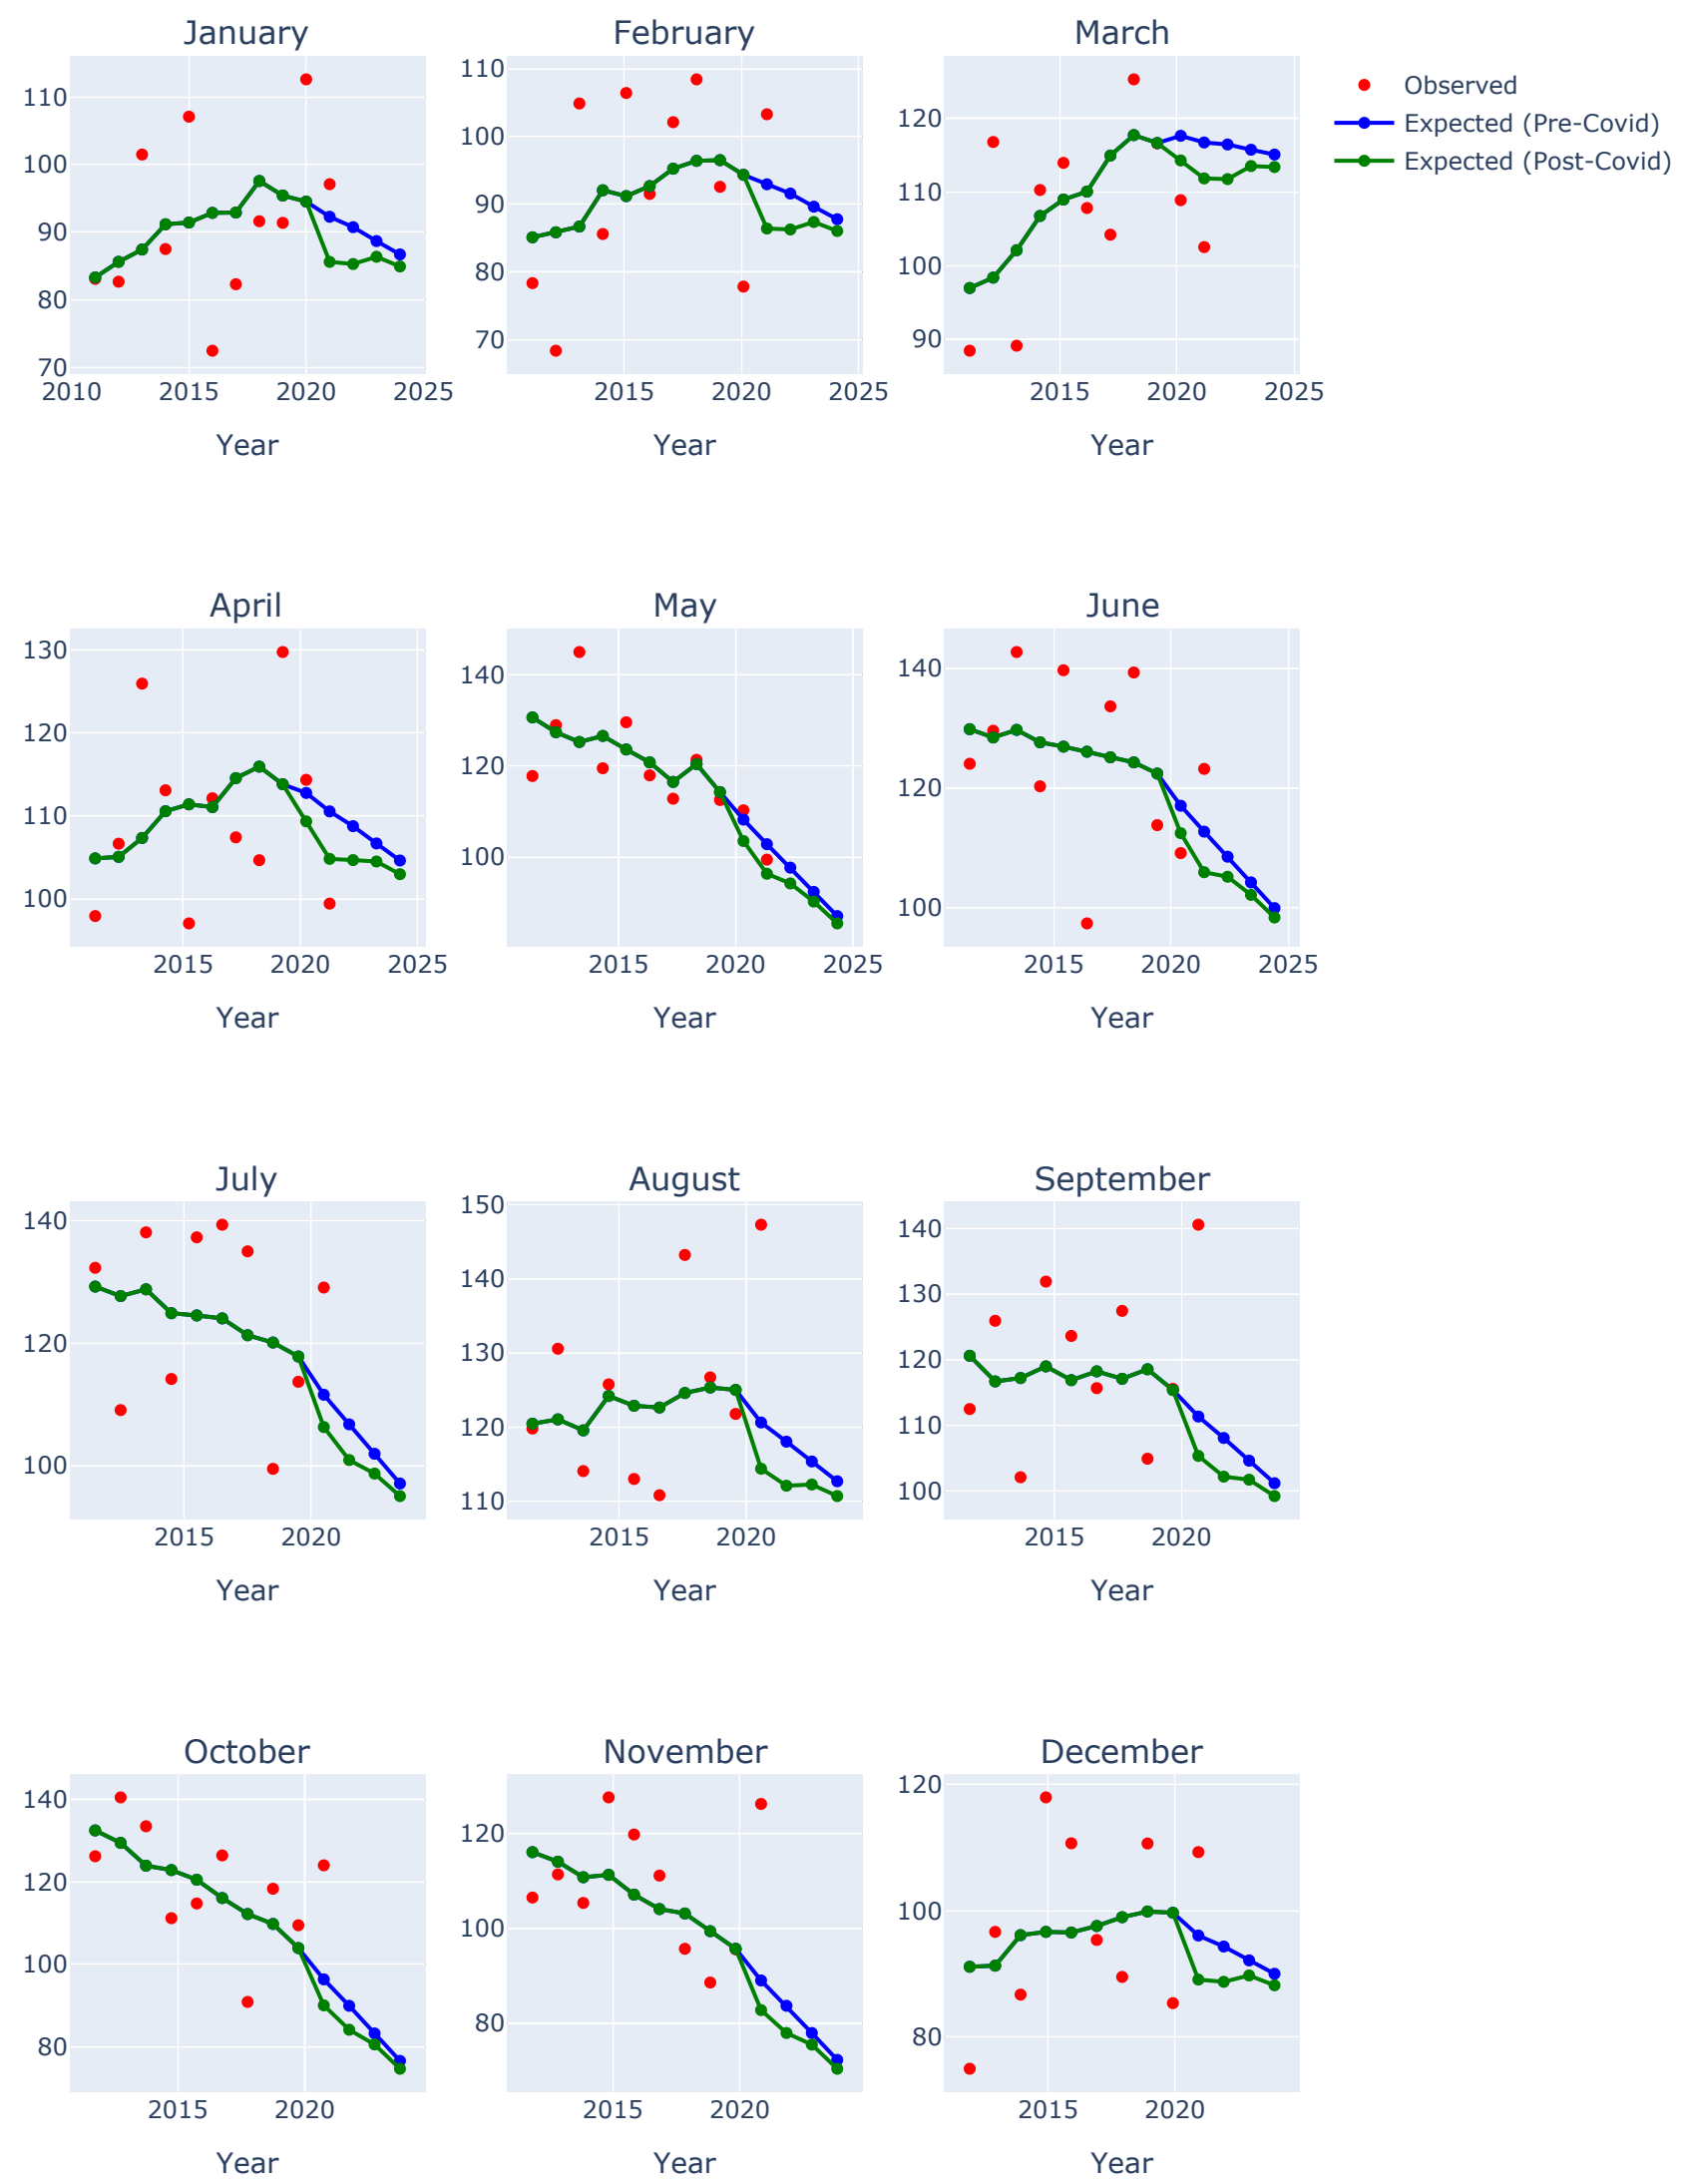 January
February
March
110
100
90
80
70
2010
2015
2020
2025
Year
110
100
90
80
70
2015
2020
2025
Year
120
110
100
90
2015
2020
2025
Year
Observed
Expected (Pre-Covid)
Expected (Post-Covid)
April
May
June
130
120
110
100
2015
2020
2025
Year
140
120
100
2015
2020
2025
Year
140
120
100
2015
2020
2025
Year
July
August
September
140
120
100
2015
2020
Year
150
140
130
120
110
2015
2020
Year
140
130
120
110
100
2015
2020
Year
October
November
December
140
120
100
80
2015
2020
Year
120
100
80
2015
2020
Year
120
100
80
2015
2020
Year